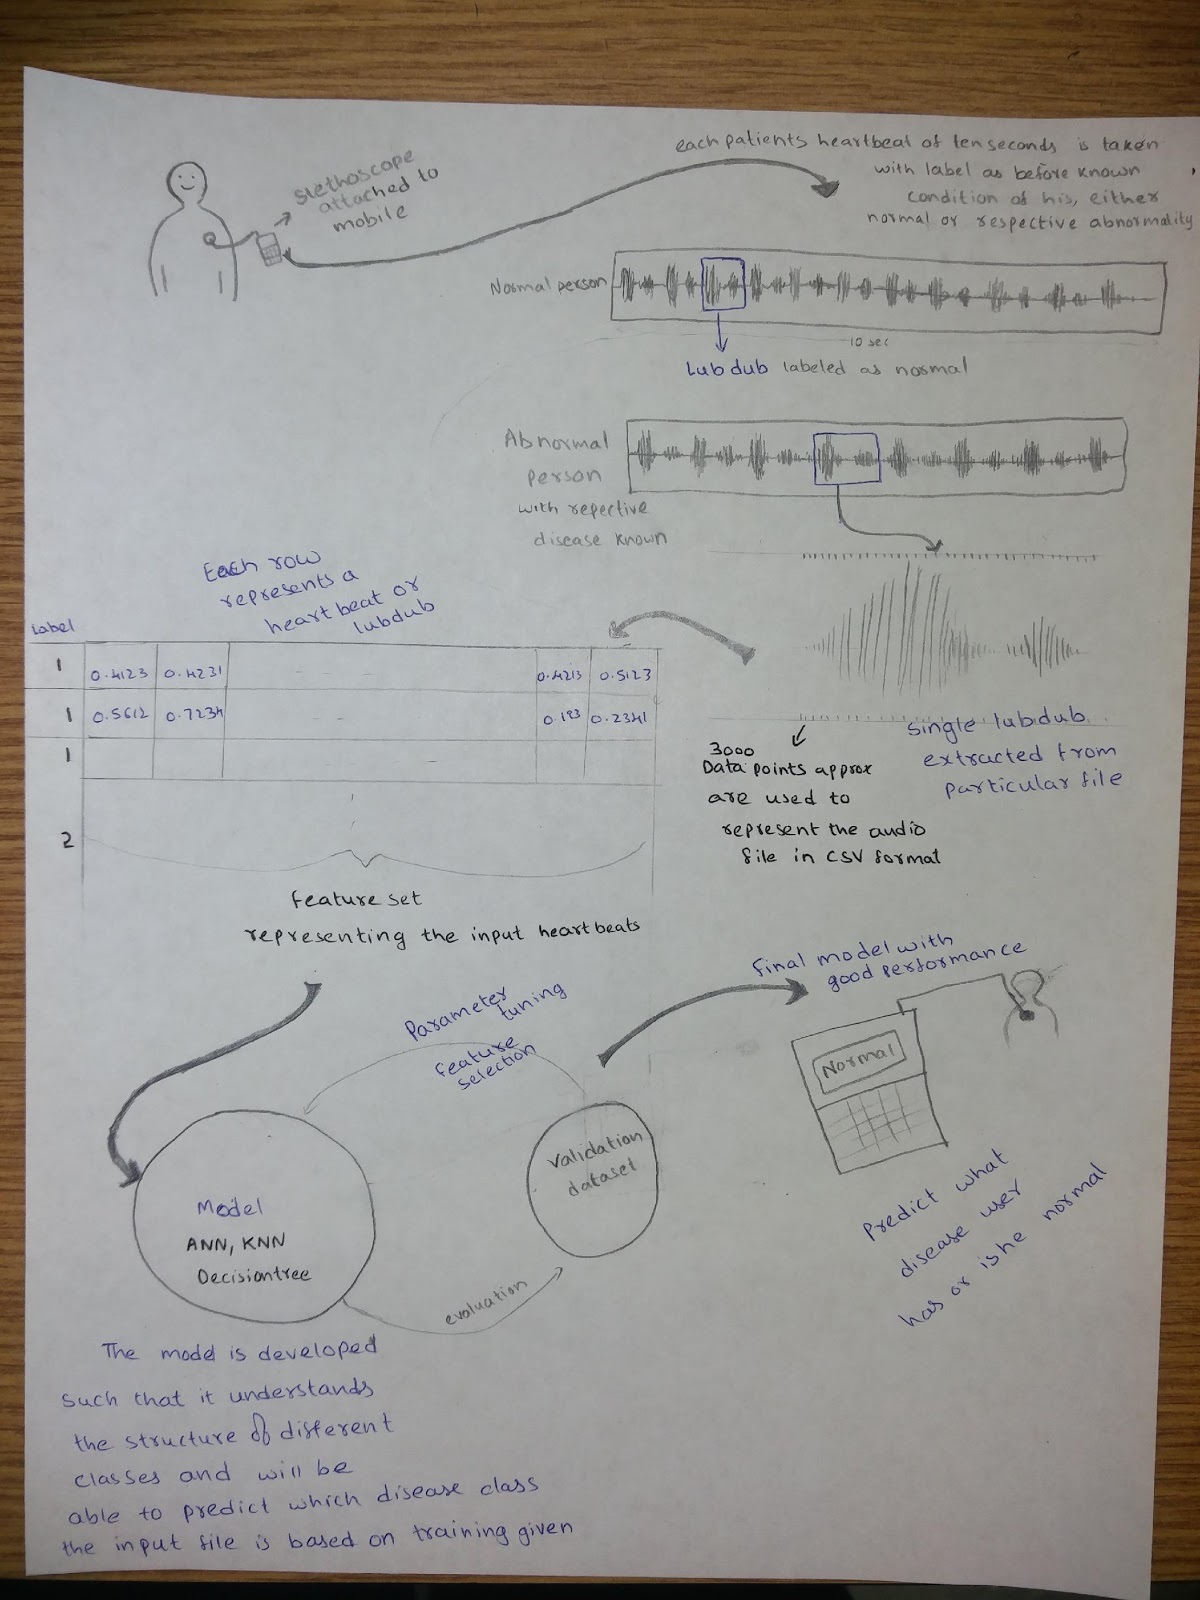 each patients heartbeat of ten seconds is taken
with label as before known
condition of his, either
normal or respective abnormality
stethoscope
attached to
mobile
Normal person
10 sec
Lub dub labeled as normal
Abnormal
person
with repective
disease known
Each row
represents a
heart beat or
lubdub
Label
1 0.4123 0.4231 0.4213 0.5123
1 0.5612 0.7234 0.123 0.2341
1
2
single lubdub
extracted from
particular file
3000
Data points approx
are used to
represent the audio
file in CSV format
feature set
representing the input heart beats
final model with
good performance
Parameter
tuning
feature
selection
Normal
Validation
dataset
Model
ANN, KNN
Decisiontree
evaluation
Predict what
disease user
has or is he normal
The model is developed
such that it understands
the structure of different
classes and will be
able to predict which disease class
the input file is based on training given